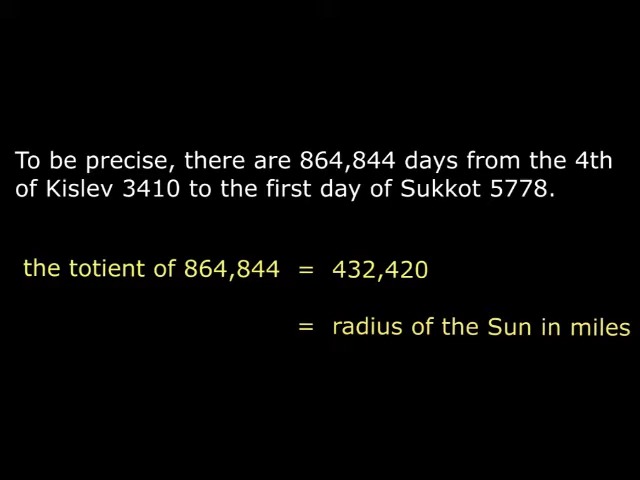 To be precise, there are 864,844 days from the 4th
of Kislev 3410 to the first day of Sukkot 5778.
the totient of 864,844 = 432,420
= radius of the Sun in miles